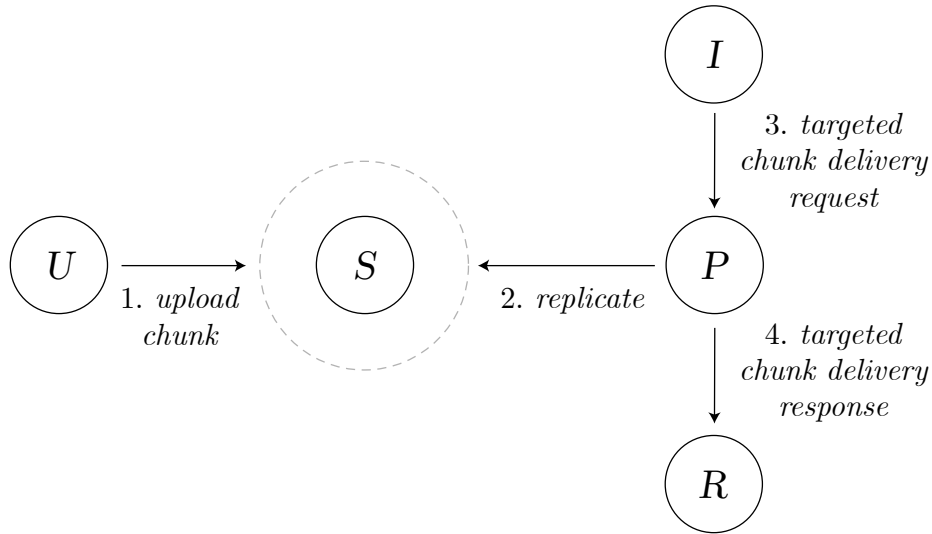 I
3. targeted
chunk delivery
request
U
S
P
1. upload
chunk
2. replicate
4. targeted
chunk delivery
response
R